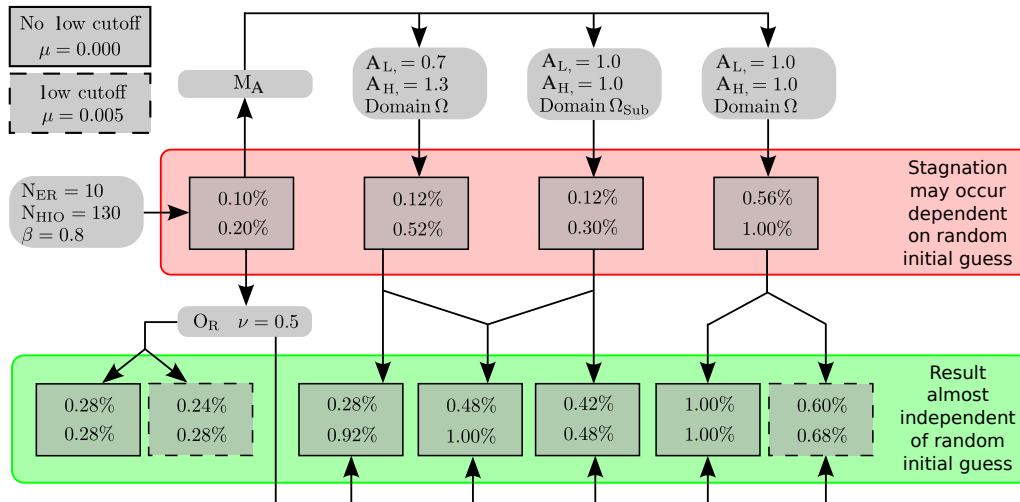 No low cutoff
μ = 0.000
low cutoff
μ = 0.005
M_A
A_L, = 0.7
A_H, = 1.3
Domain Ω
A_L, = 1.0
A_H, = 1.0
Domain Ω_Sub
A_L, = 1.0
A_H, = 1.0
Domain Ω
N_ER = 10
N_HIO = 130
β = 0.8
0.10%
0.20%
0.12%
0.52%
0.12%
0.30%
0.56%
1.00%
Stagnation
may occur
dependent
on random
initial guess
O_R ν = 0.5
0.28%
0.28%
0.24%
0.28%
0.28%
0.92%
0.48%
1.00%
0.42%
0.48%
1.00%
1.00%
0.60%
0.68%
Result
almost
independent
of random
initial guess